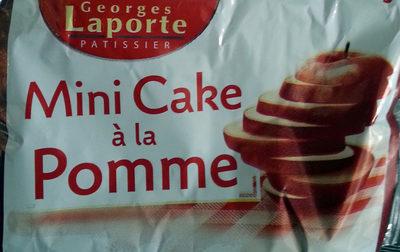 Georges
Laporte
PATISSIER
Mini Cake
à la
Pomme